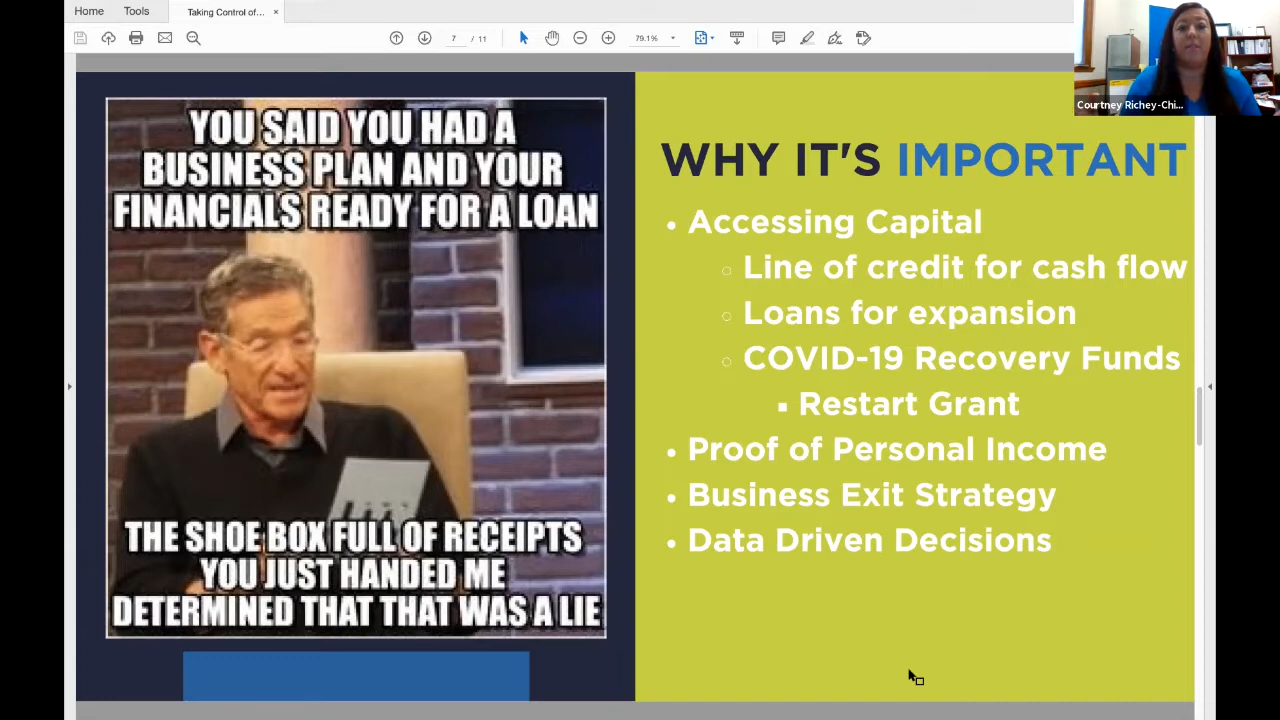 Home
Tools
Taking Control of...
×
7 / 11
79.1%
Courtney Richey-Chi...
YOU SAID YOU HAD A
BUSINESS PLAN AND YOUR
FINANCIALS READY FOR A LOAN
THE SHOE BOX FULL OF RECEIPTS
YOU JUST HANDED ME
DETERMINED THAT THAT WAS A LIE
WHY IT'S IMPORTANT
• Accessing Capital
○ Line of credit for cash flow
○ Loans for expansion
○ COVID-19 Recovery Funds
▪ Restart Grant
• Proof of Personal Income
• Business Exit Strategy
• Data Driven Decisions